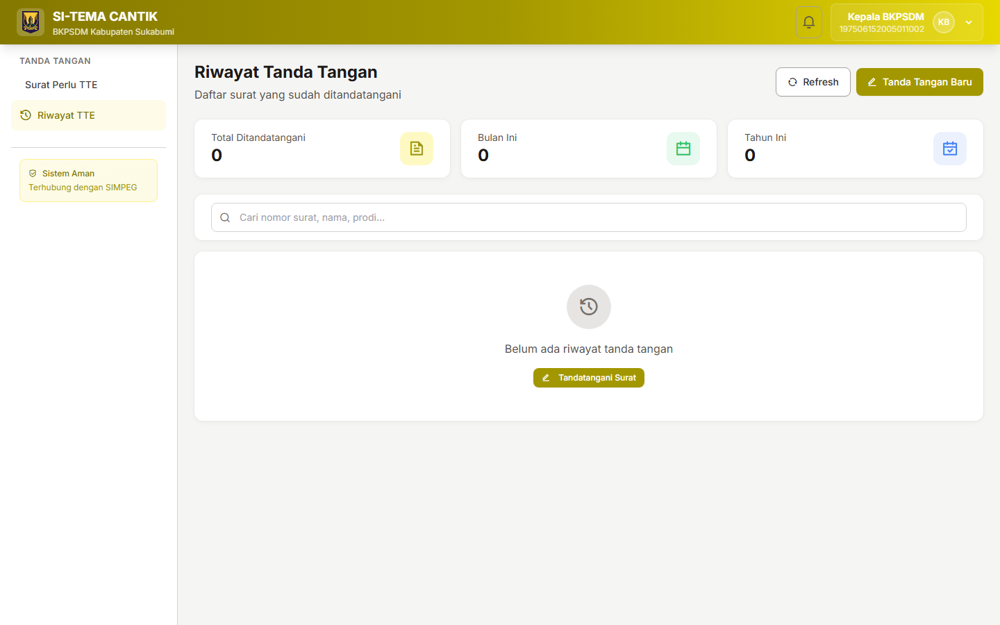 SI-TEMA CANTIK
BKPSDM Kabupaten Sukabumi
Kepala BKPSDM
197506152005011002
KB
TANDA TANGAN
Surat Perlu TTE
Riwayat TTE
Sistem Aman
Terhubung dengan SIMPEG
Riwayat Tanda Tangan
Daftar surat yang sudah ditandatangani
Refresh
Tanda Tangan Baru
Total Ditandatangani
0
Bulan Ini
0
Tahun Ini
0
Cari nomor surat, nama, prodi...
Belum ada riwayat tanda tangan
Tandatangani Surat